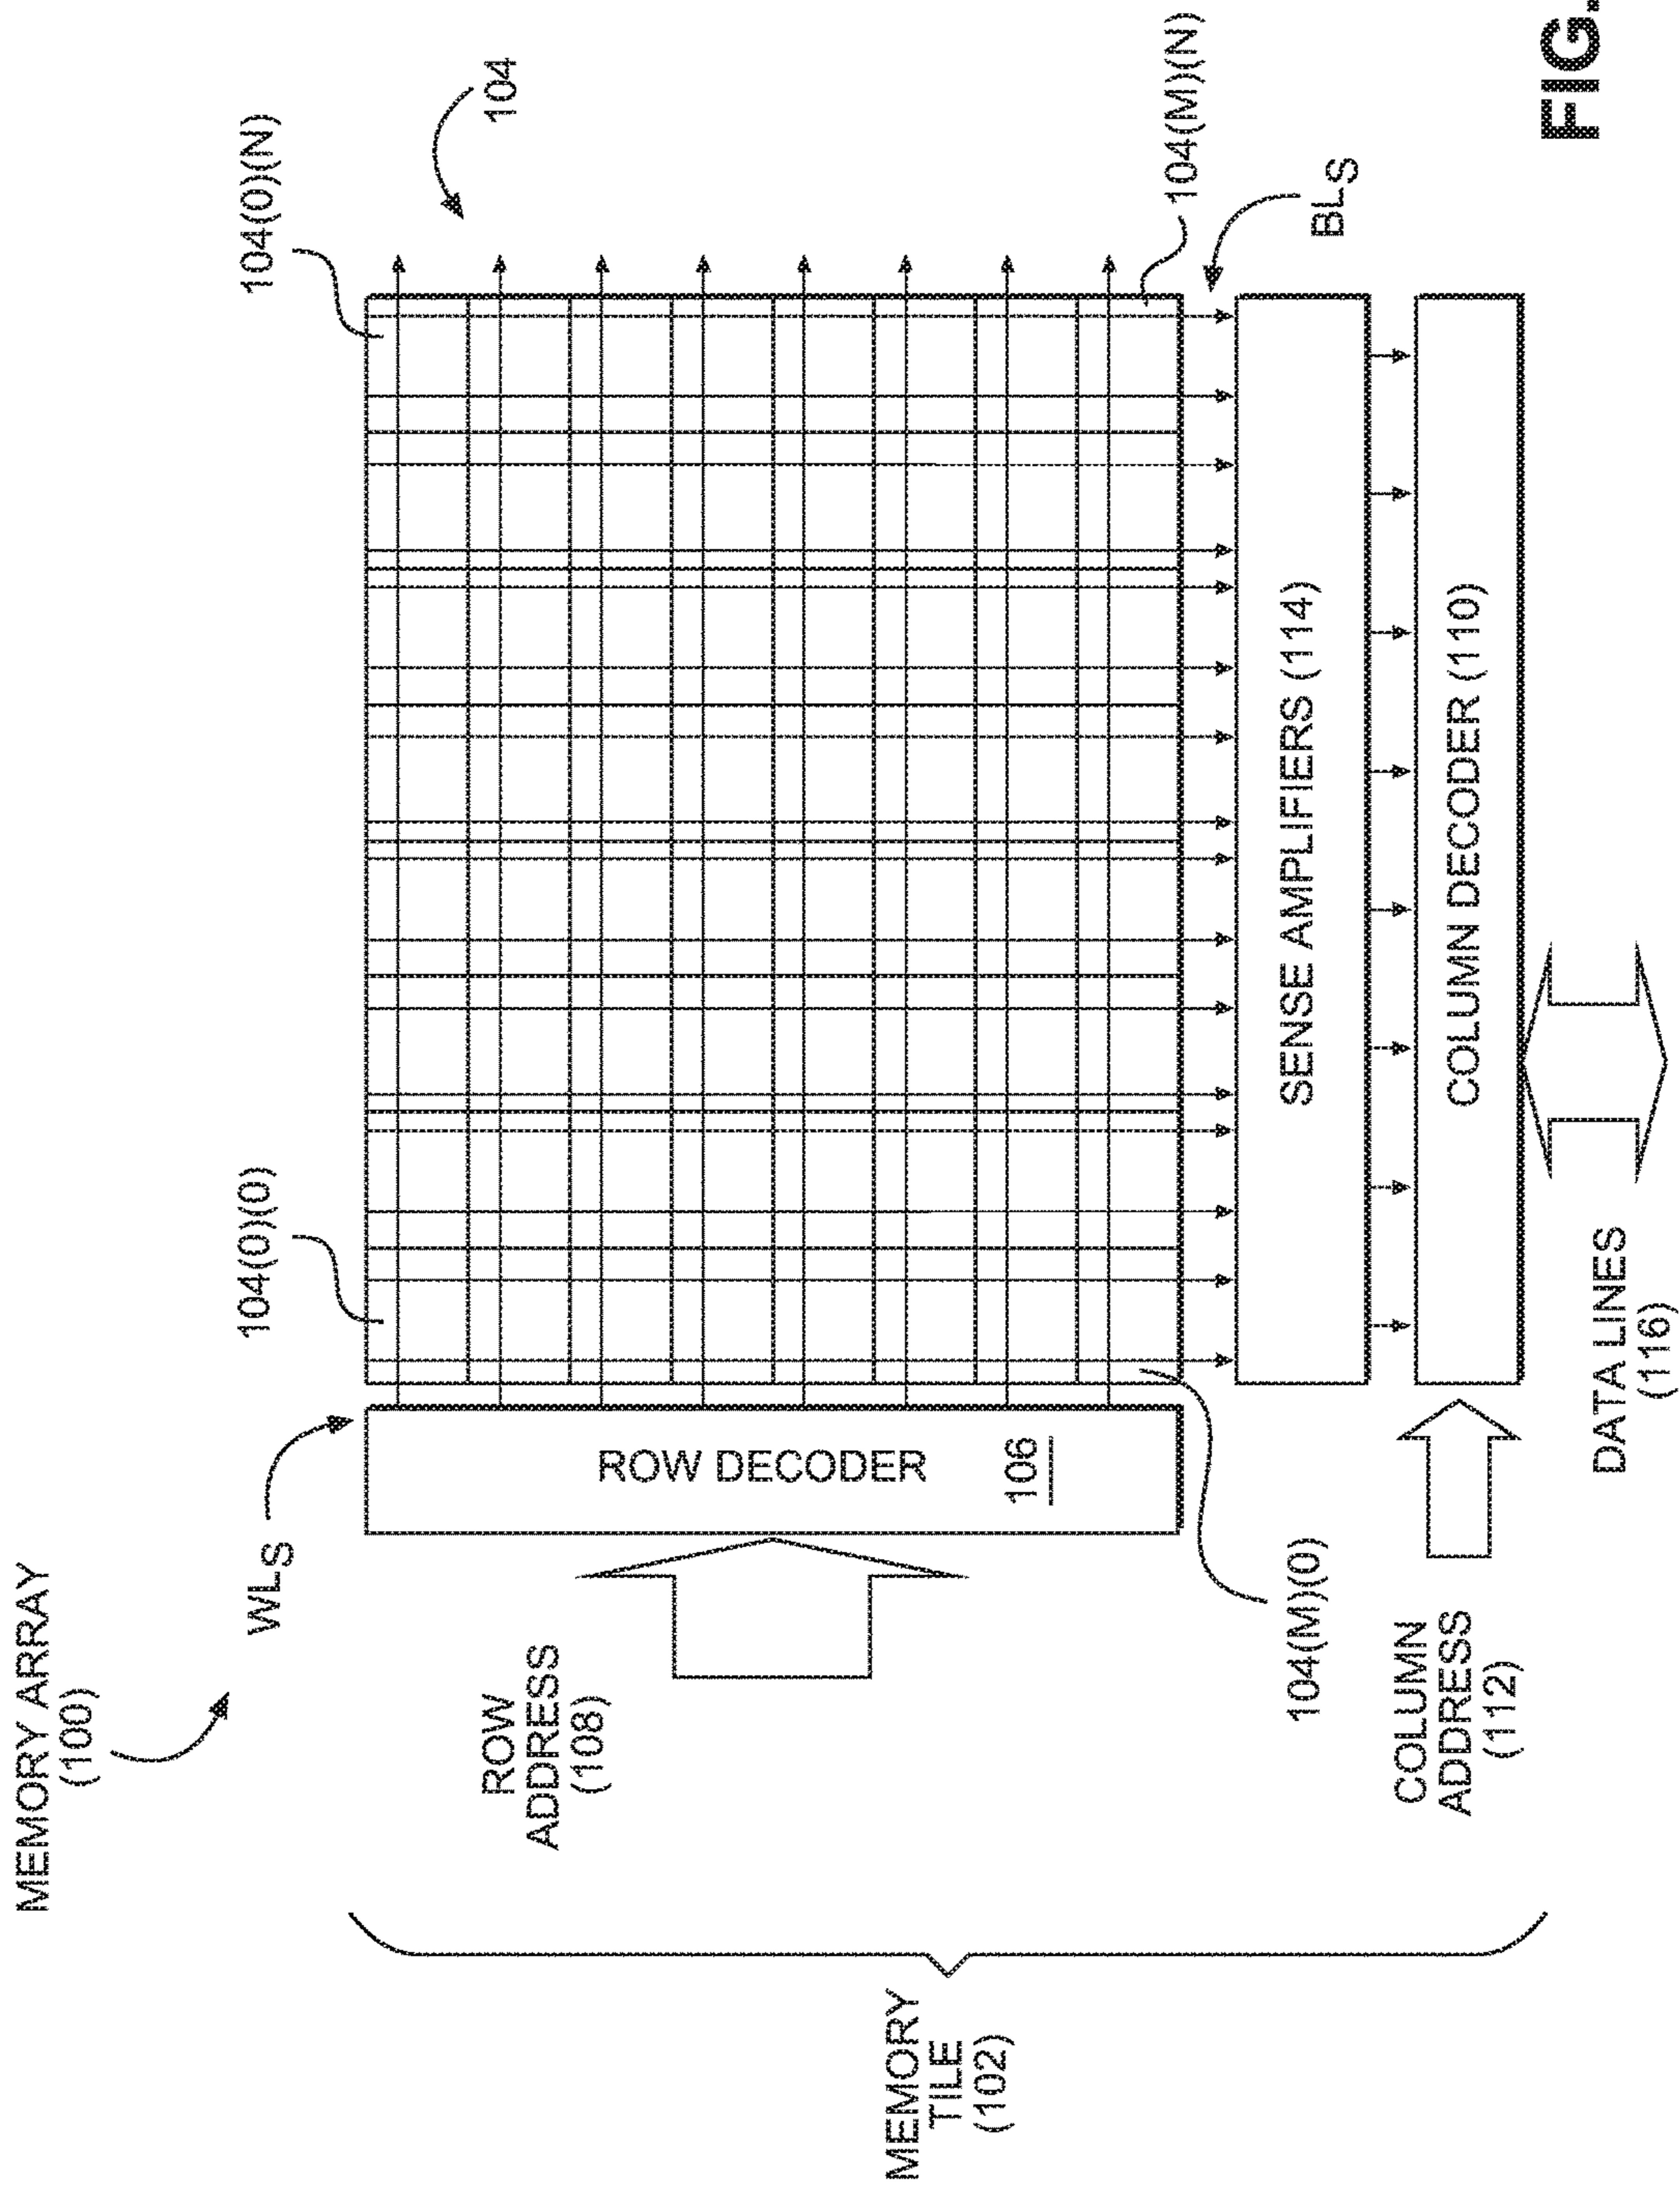 MEMORY ARRAY
(100)
WLS
104(0)(0)
104(0)(N)
104
ROW
ADDRESS
(108)
ROW DECODER
106
MEMORY
TILE
(102)
104(M)(0)
104(M)(N)
BLS
SENSE AMPLIFIERS (114)
COLUMN
ADDRESS
(112)
COLUMN DECODER (110)
DATA LINES
(116)
FIG.